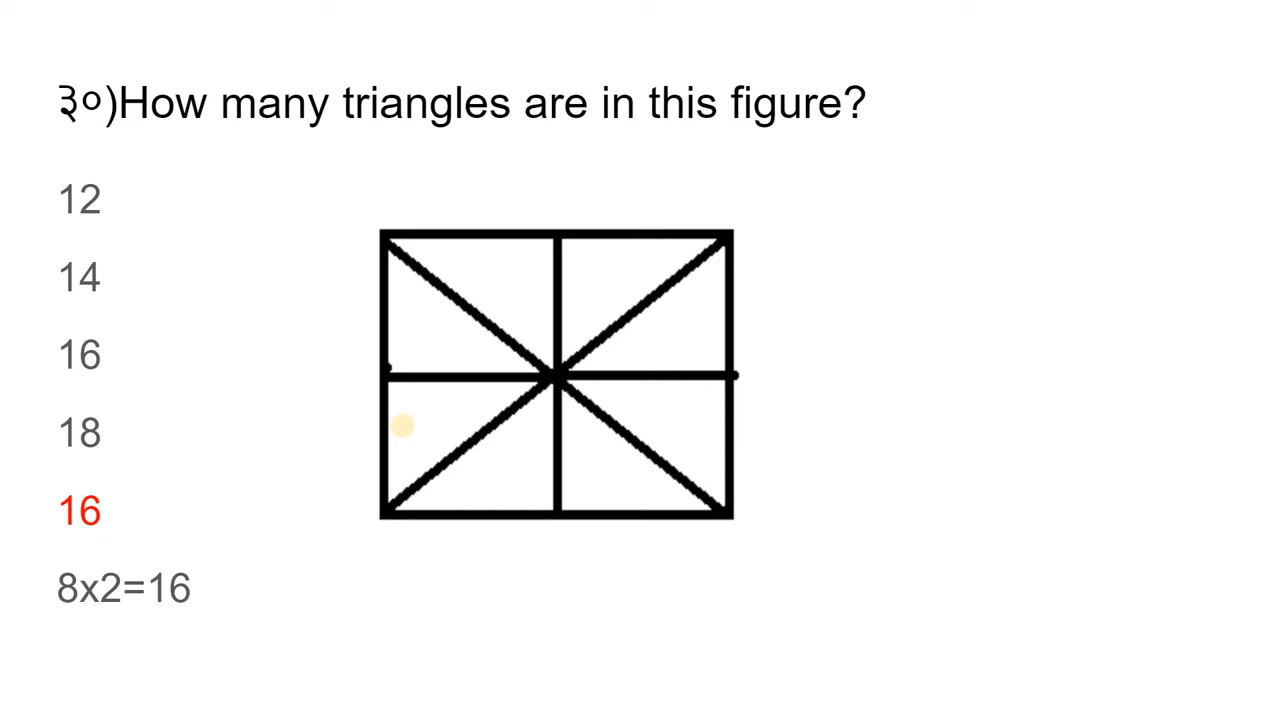 ३०)How many triangles are in this figure?
12
14
16
18
16
8x2=16